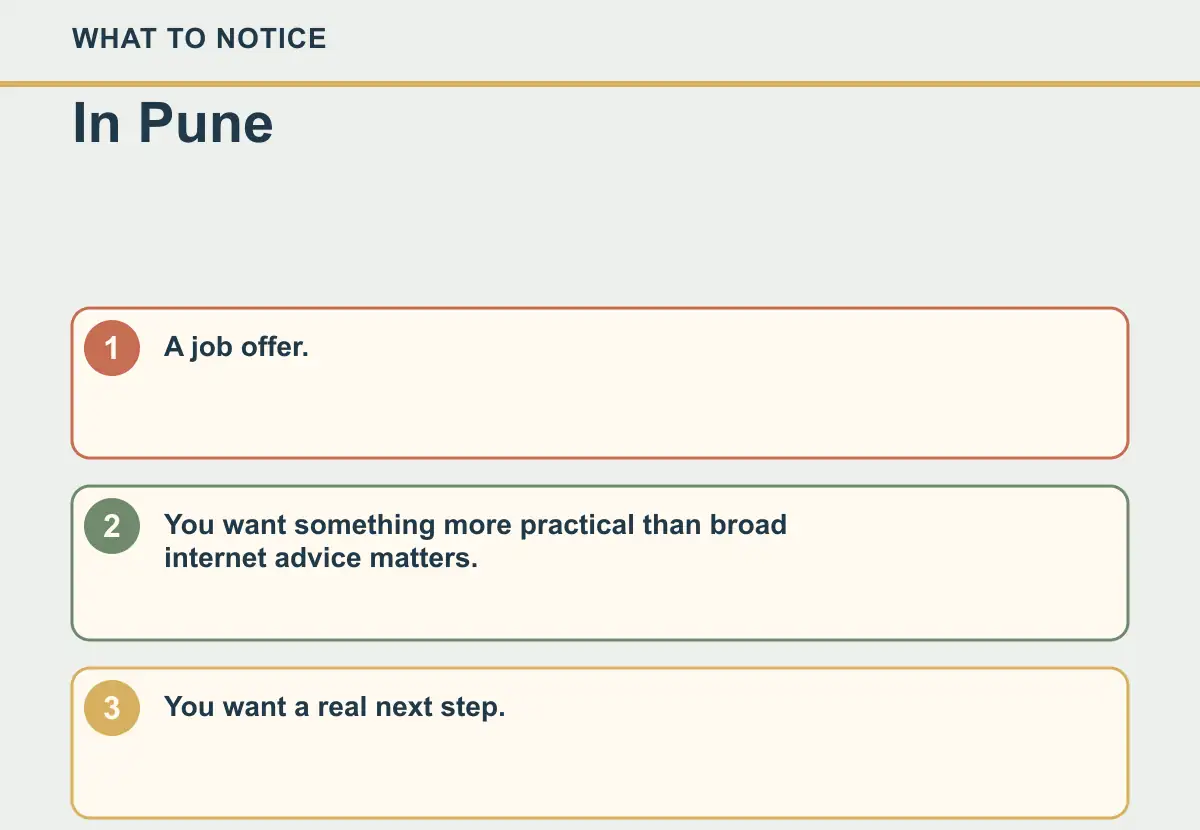 WHAT TO NOTICE
In Pune
1
A job offer.
2
You want something more practical than broad
internet advice matters.
3
You want a real next step.